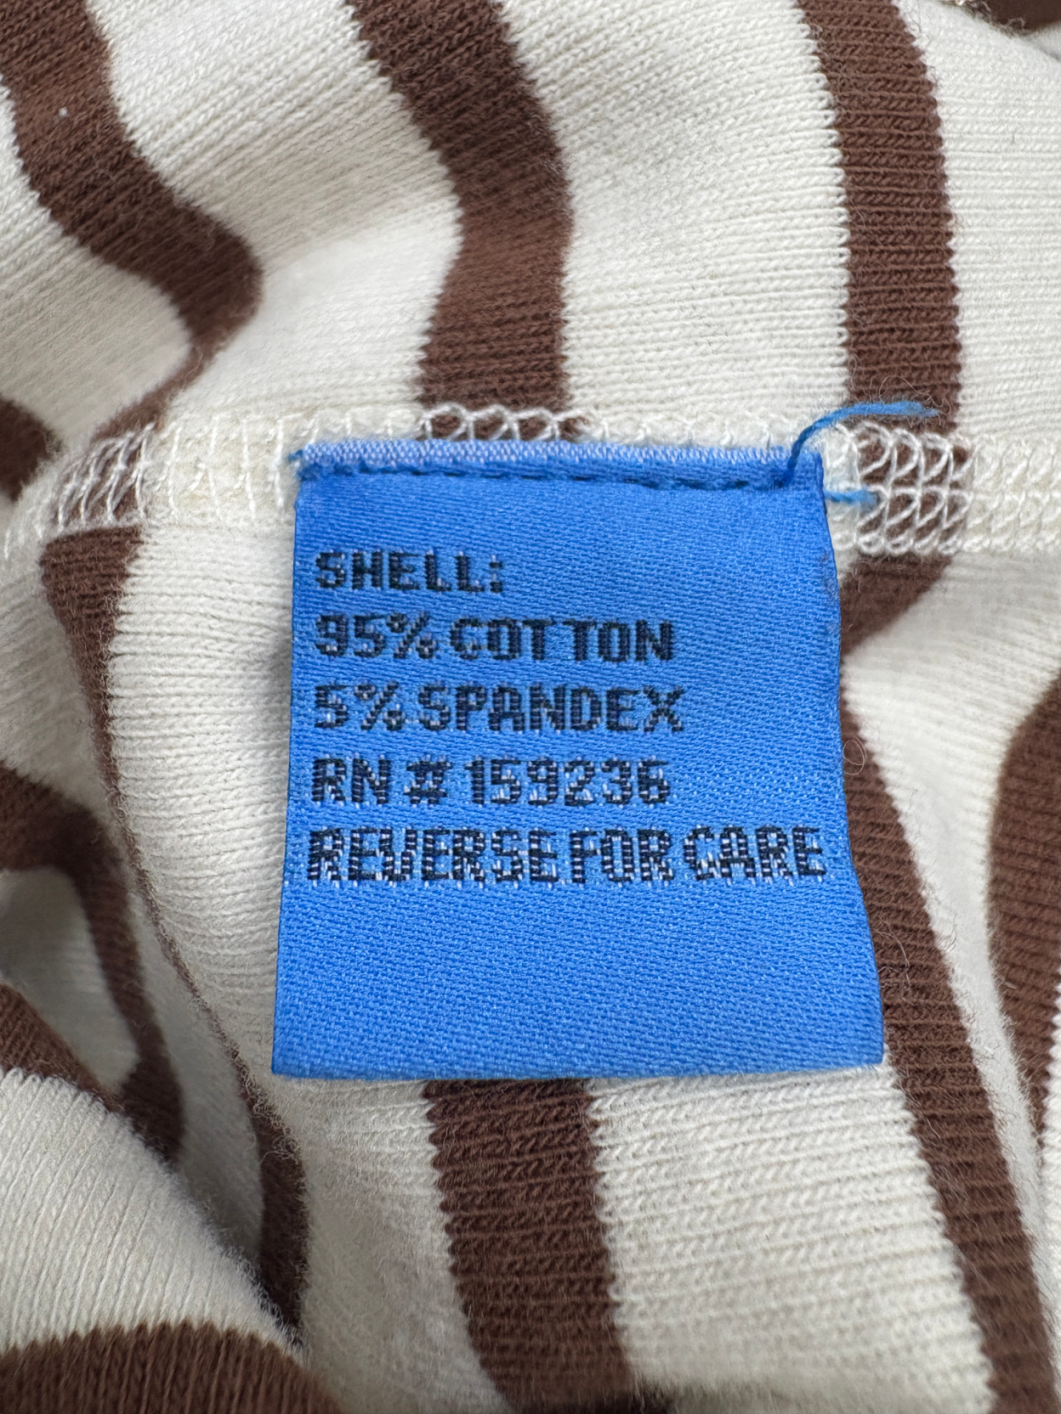 SHELL:
95% COTTON
5% SPANDEX
RN# 159236
REVERSE FOR CARE